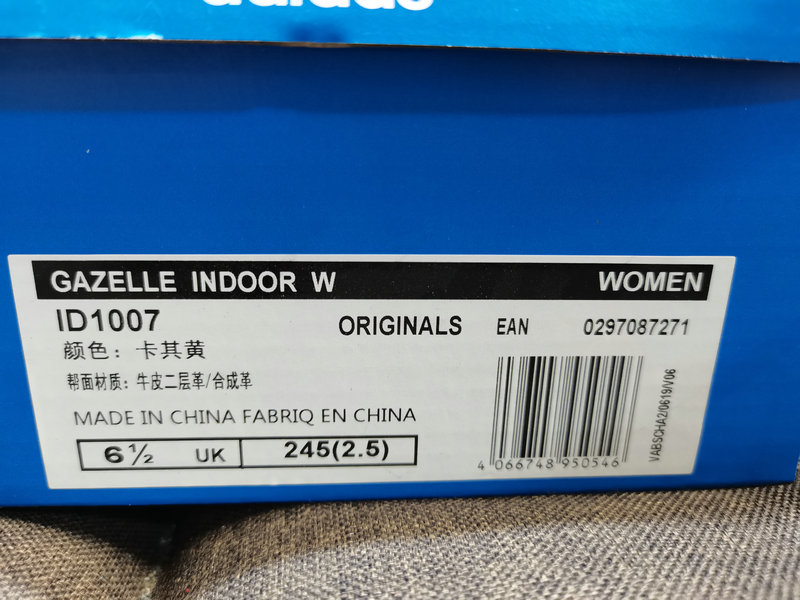 adidas
GAZELLE INDOOR W WOMEN
ID1007 ORIGINALS EAN 0297087271
颜色：卡其黄
帮面材质：牛皮二层革/合成革
MADE IN CHINA FABRIQ EN CHINA
6½ UK 245(2.5)
4 066748 950546
VABSCHA2/0619/V06